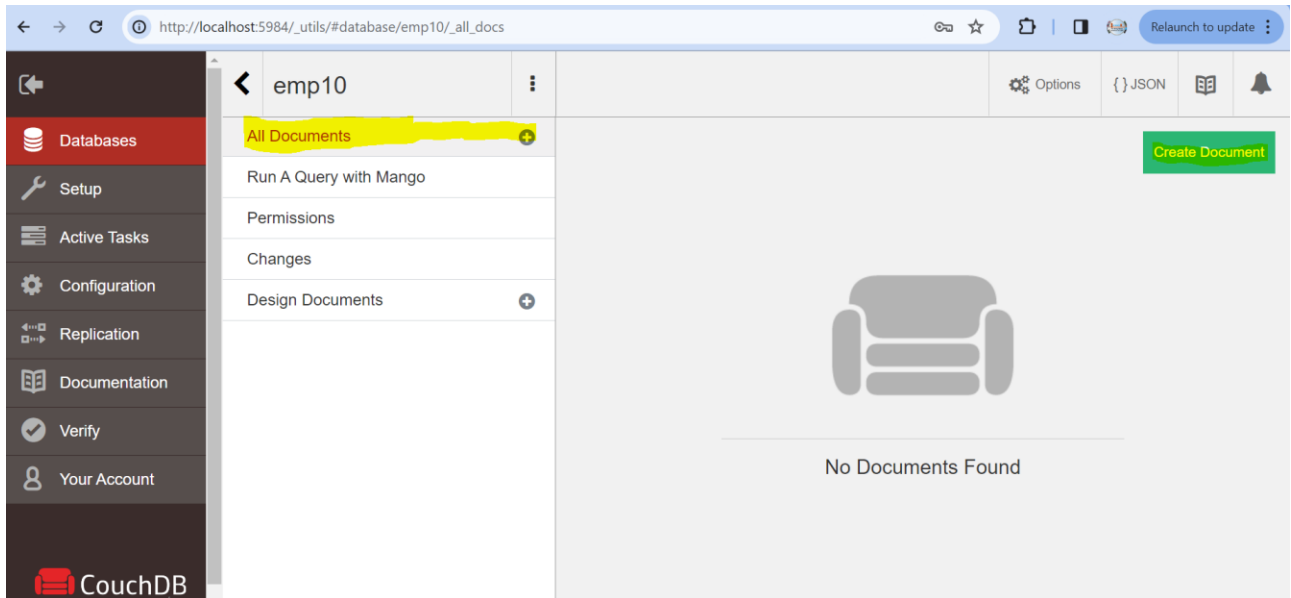 http://localhost:5984/_utils/#database/emp10/_all_docs
Relaunch to update
emp10
Options
{ } JSON
Databases
Setup
Active Tasks
Configuration
Replication
Documentation
Verify
Your Account
CouchDB
All Documents
Run A Query with Mango
Permissions
Changes
Design Documents
Create Document
No Documents Found